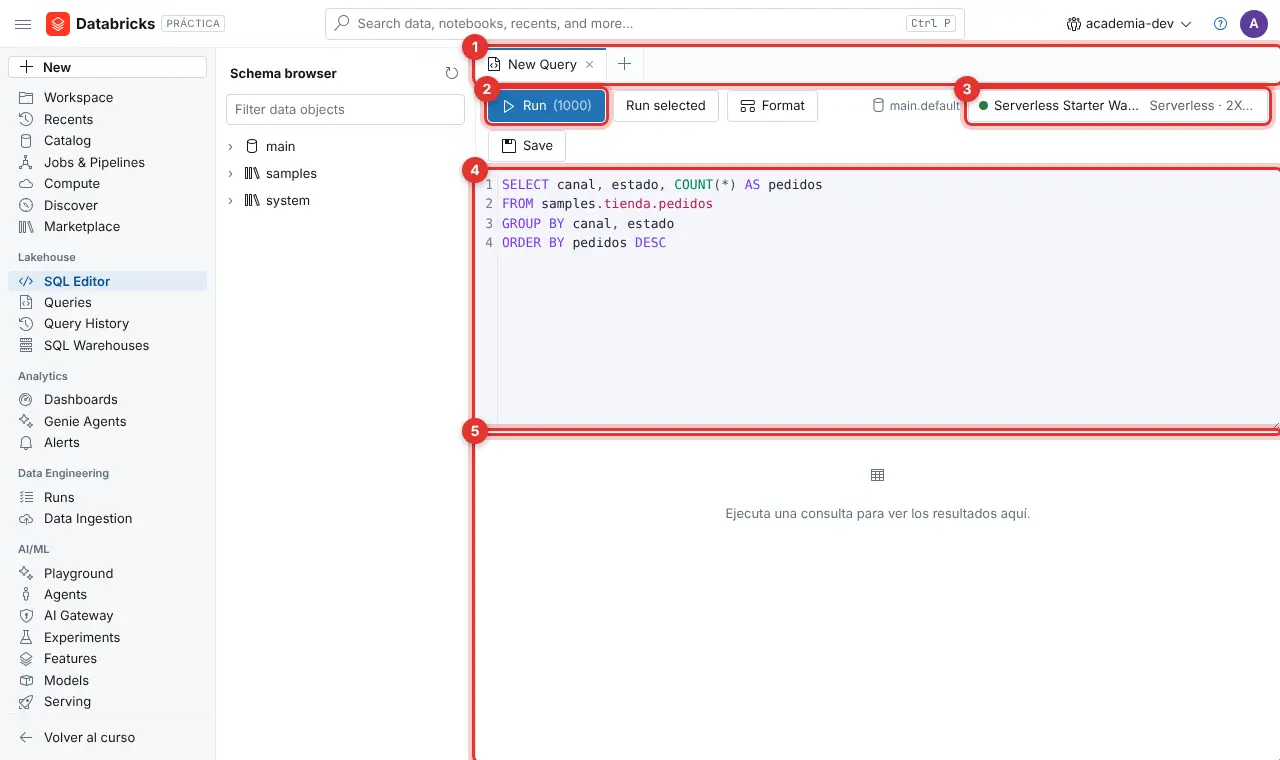 Databricks PRÁCTICA
Search data, notebooks, recents, and more... Ctrl P
academia-dev
? A
New
Workspace
Recents
Catalog
Jobs & Pipelines
Compute
Discover
Marketplace
Lakehouse
SQL Editor
Queries
Query History
SQL Warehouses
Analytics
Dashboards
Genie Agents
Alerts
Data Engineering
Runs
Data Ingestion
AI/ML
Playground
Agents
AI Gateway
Experiments
Features
Models
Serving
Volver al curso
Schema browser
Filter data objects
main
samples
system
1
New Query
2
Run (1000)
Run selected
Format
main.default
3
Serverless Starter Wa... Serverless · 2X...
Save
4
1 SELECT canal, estado, COUNT(*) AS pedidos
2 FROM samples.tienda.pedidos
3 GROUP BY canal, estado
4 ORDER BY pedidos DESC
5
Ejecuta una consulta para ver los resultados aquí.